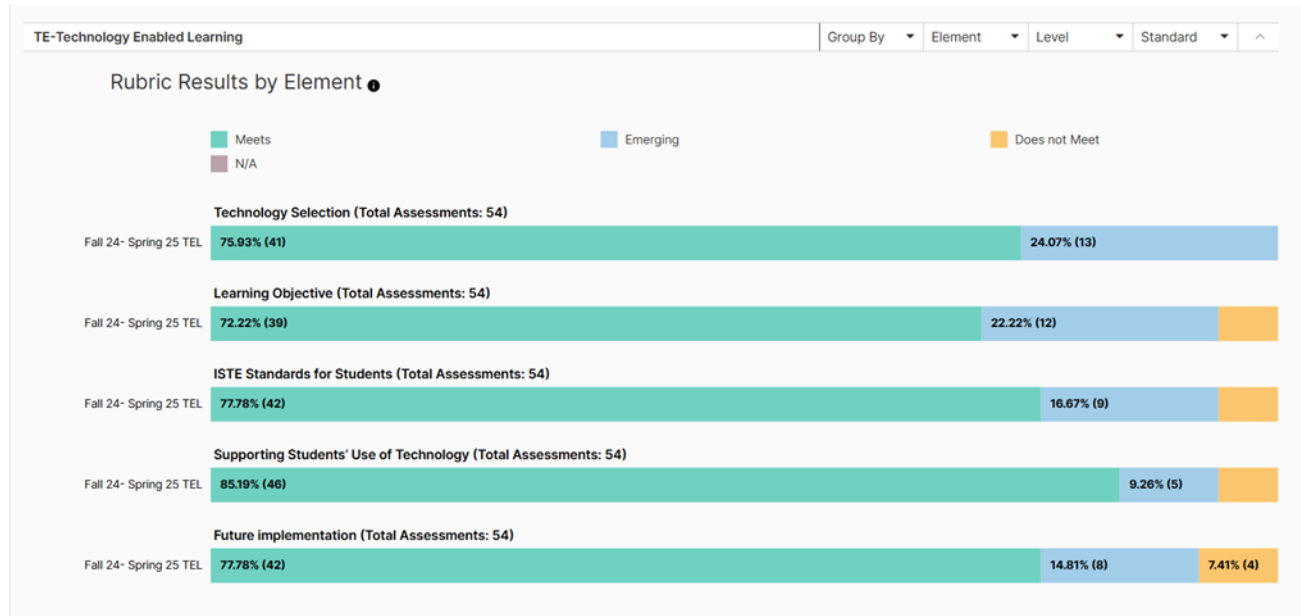 TE-Technology Enabled Learning Group By Element Level Standard
Rubric Results by Element
Meets Emerging Does not Meet
N/A
Technology Selection (Total Assessments: 54)
Fall 24- Spring 25 TEL 75.93% (41) 24.07% (13)
Learning Objective (Total Assessments: 54)
Fall 24- Spring 25 TEL 72.22% (39) 22.22% (12)
ISTE Standards for Students (Total Assessments: 54)
Fall 24- Spring 25 TEL 77.78% (42) 16.67% (9)
Supporting Students' Use of Technology (Total Assessments: 54)
Fall 24- Spring 25 TEL 85.19% (46) 9.26% (5)
Future implementation (Total Assessments: 54)
Fall 24- Spring 25 TEL 77.78% (42) 14.81% (8) 7.41% (4)